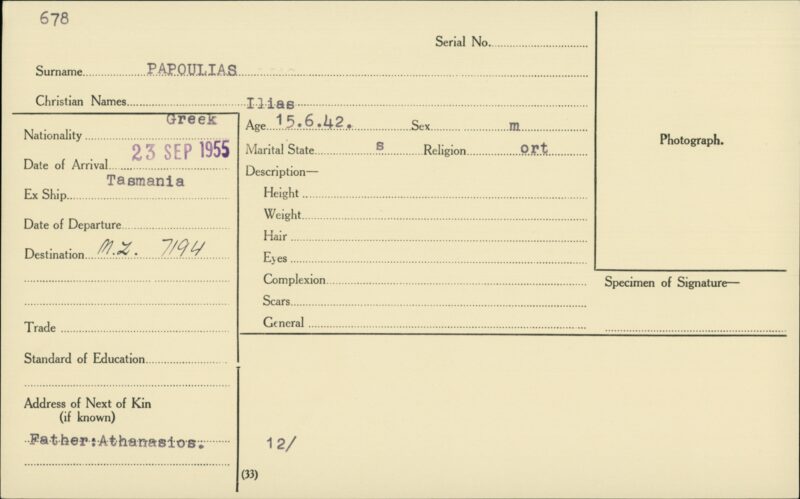 678
Serial No.
Surname PAPOULIAS
Christian Names Ilias
Nationality Greek
Age 15.6.42. Sex m
Date of Arrival 23 SEP 1955
Marital State s Religion ort
Photograph.
Ex Ship Tasmania
Description—
Height
Weight
Date of Departure
Hair
Destination M.Z. 7194
Eyes
Complexion
Specimen of Signature—
Scars
Trade
General
Standard of Education
Address of Next of Kin
(if known)
Father:Athanasios.
12/
(33)